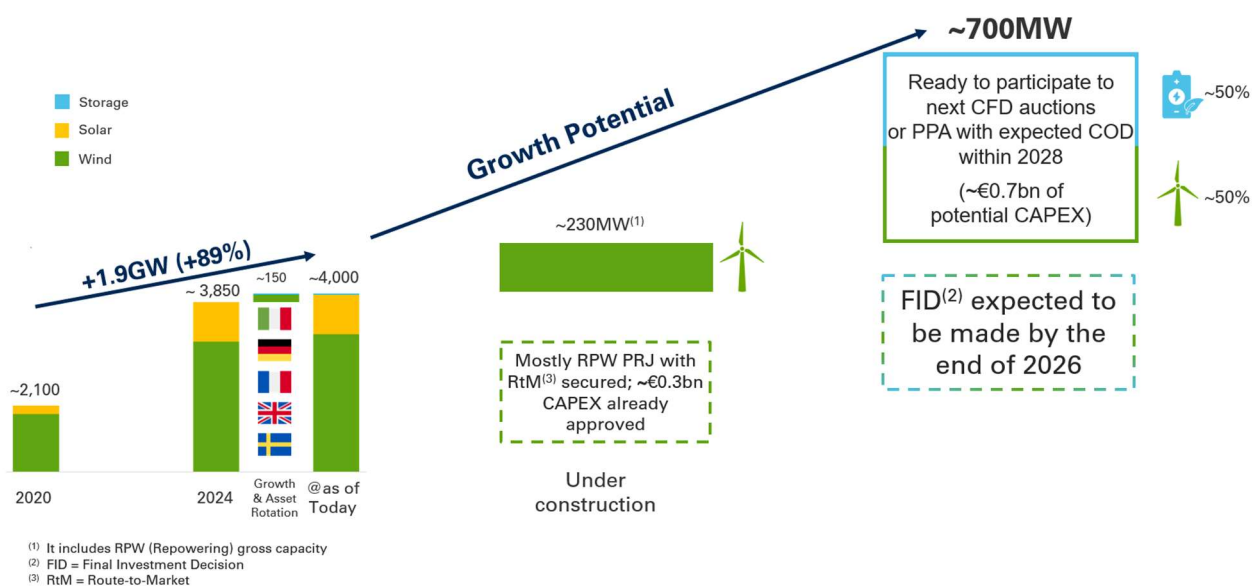 ~700MW
Ready to participate to
next CFD auctions
or PPA with expected COD
within 2028
(~€0.7bn of
potential CAPEX)
~50%
~50%
Storage
Solar
Wind
Growth Potential
~230MW(1)
+1.9GW (+89%)
~2,100
~ 3,850
~150
~4,000
Mostly RPW PRJ with
RtM(3) secured; ~€0.3bn
CAPEX already
approved
FID(2) expected to
be made by the
end of 2026
2020
2024
Growth
& Asset
Rotation
@as of
Today
Under
construction
(1) It includes RPW (Repowering) gross capacity
(2) FID = Final Investment Decision
(3) RtM = Route-to-Market